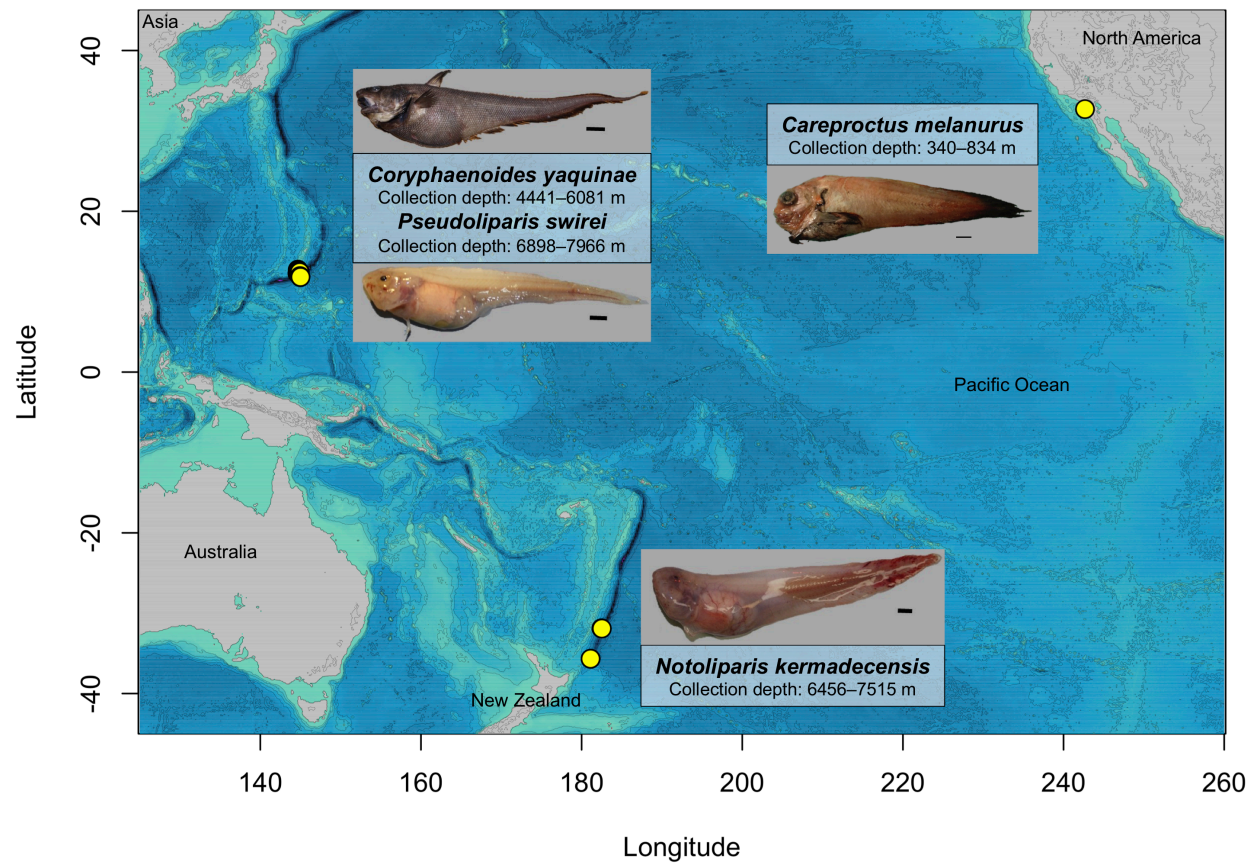 Asia
North America
Careproctus melanurus
Collection depth: 340–834 m
Coryphaenoides yaquinae
Collection depth: 4441–6081 m
Pseudoliparis swirei
Collection depth: 6898–7966 m
Pacific Ocean
Australia
Notoliparis kermadecensis
Collection depth: 6456–7515 m
New Zealand
40
20
0
-20
-40
Latitude
140
160
180
200
220
240
260
Longitude